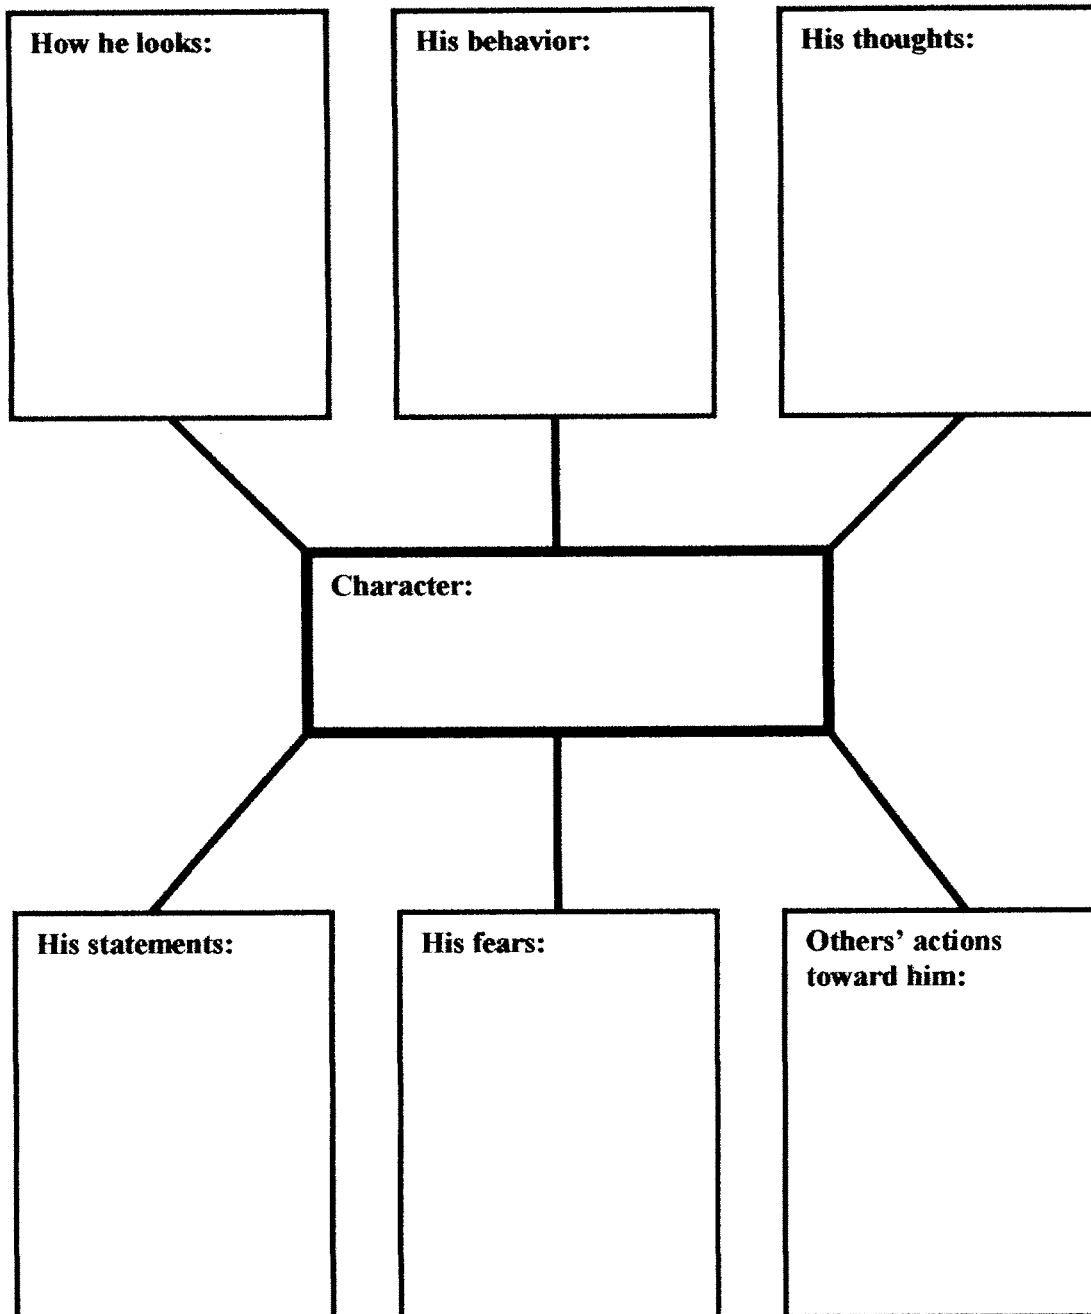 How he looks:
His behavior:
His thoughts:
Character:
His statements:
His fears:
Others' actions
toward him: